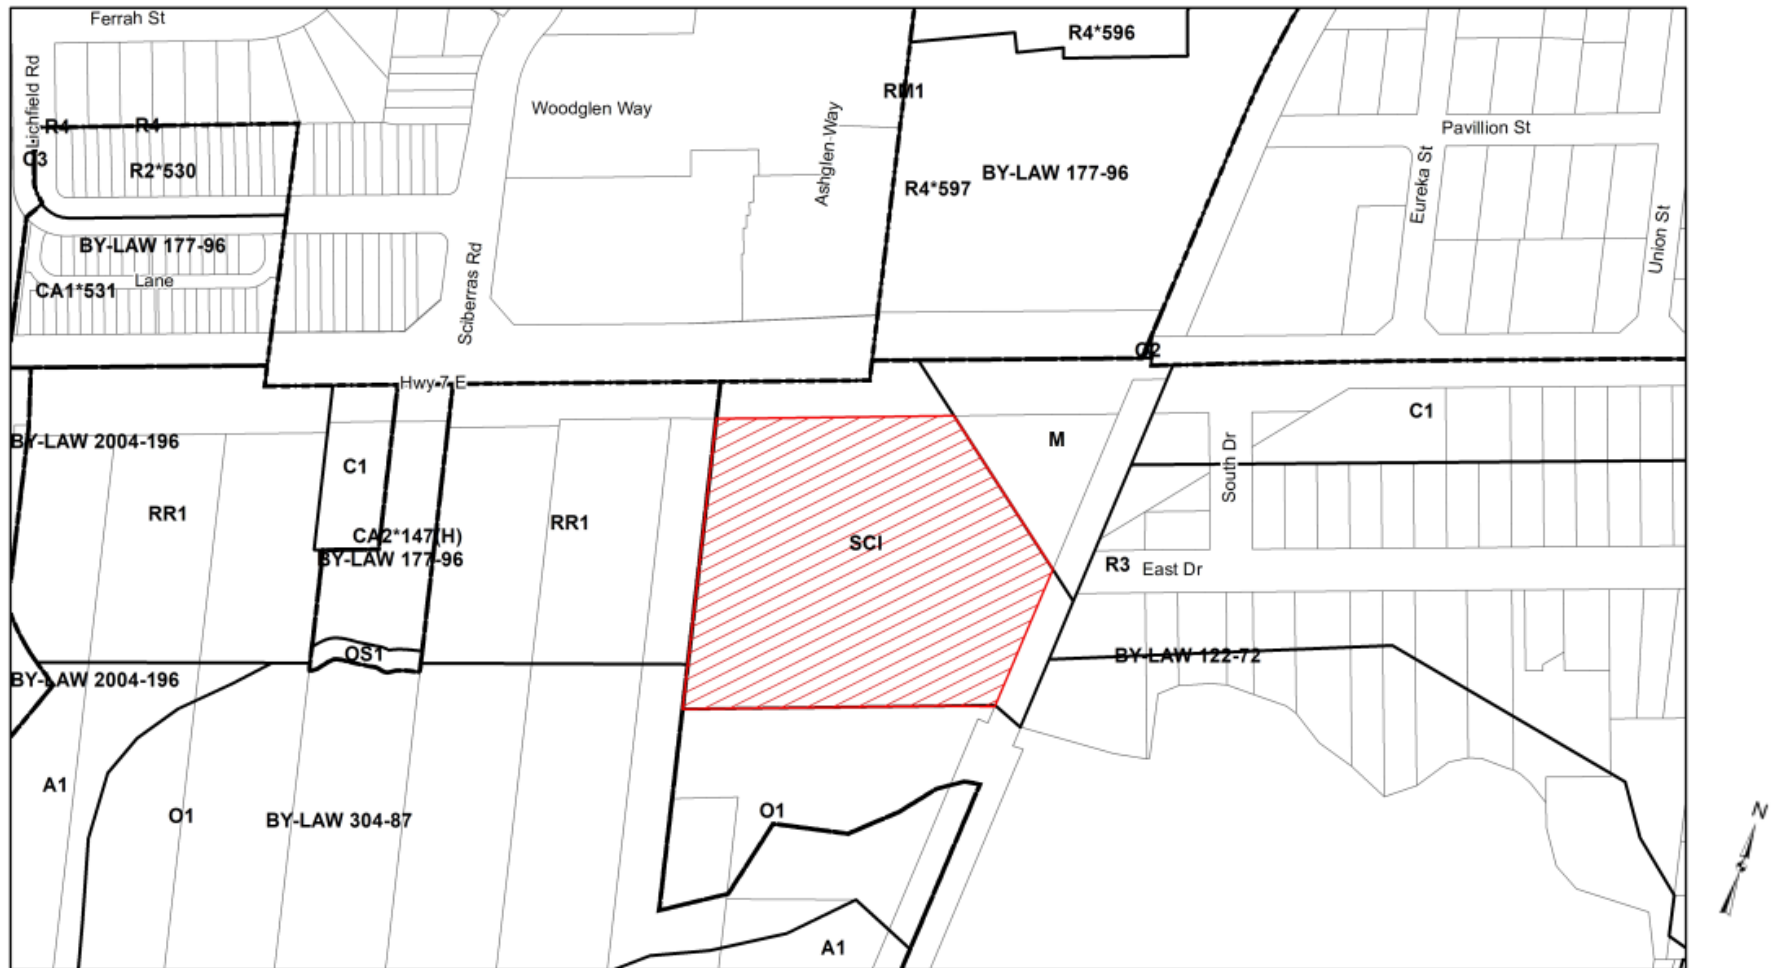 Ferrah St
R4*596
Lichfield Rd
RM1
Woodglen Way
Ashglen Way
R4
R4
Pavillion St
C3
R2*530
BY-LAW 177-96
R4*597
Eureka St
Union St
BY-LAW 177-96
Lane
CA1*531
Sciberras Rd
O2
Hwy 7 E
C1
BY-LAW 2004-196
M
C1
South Dr
RR1
RR1
CA2*147(H)
BY-LAW 177-96
SCI
R3
East Dr
OS1
BY-LAW 122-72
BY-LAW 2004-196
A1
O1
BY-LAW 304-87
O1
A1
N